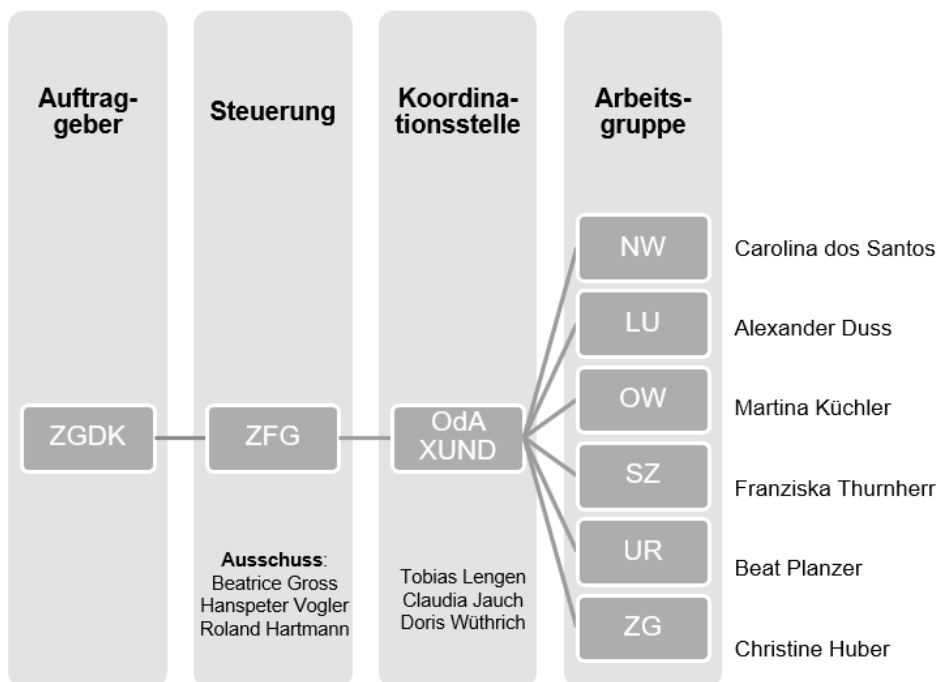 Auftrag-
geber
Steuerung
Koordina-
tionsstelle
Arbeits-
gruppe
ZGDK
ZFG
OdA
XUND
NW
Carolina dos Santos
LU
Alexander Duss
OW
Martina Küchler
SZ
Franziska Thurnherr
UR
Beat Planzer
ZG
Christine Huber
Ausschuss:
Beatrice Gross
Hanspeter Vogler
Roland Hartmann
Tobias Lengen
Claudia Jauch
Doris Wüthrich